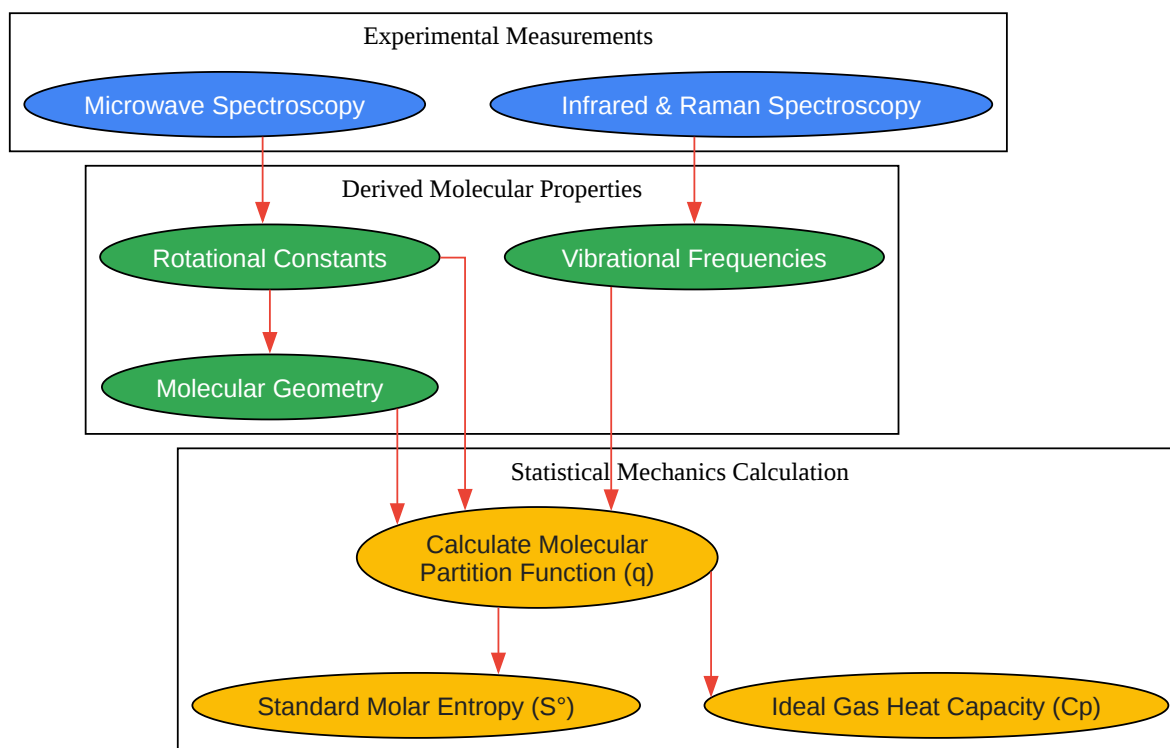 Experimental Measurements
Microwave Spectroscopy
Infrared & Raman Spectroscopy
Derived Molecular Properties
Rotational Constants
Vibrational Frequencies
Molecular Geometry
Statistical Mechanics Calculation
Calculate Molecular
Partition Function (q)
Standard Molar Entropy (S°)
Ideal Gas Heat Capacity (Cp)